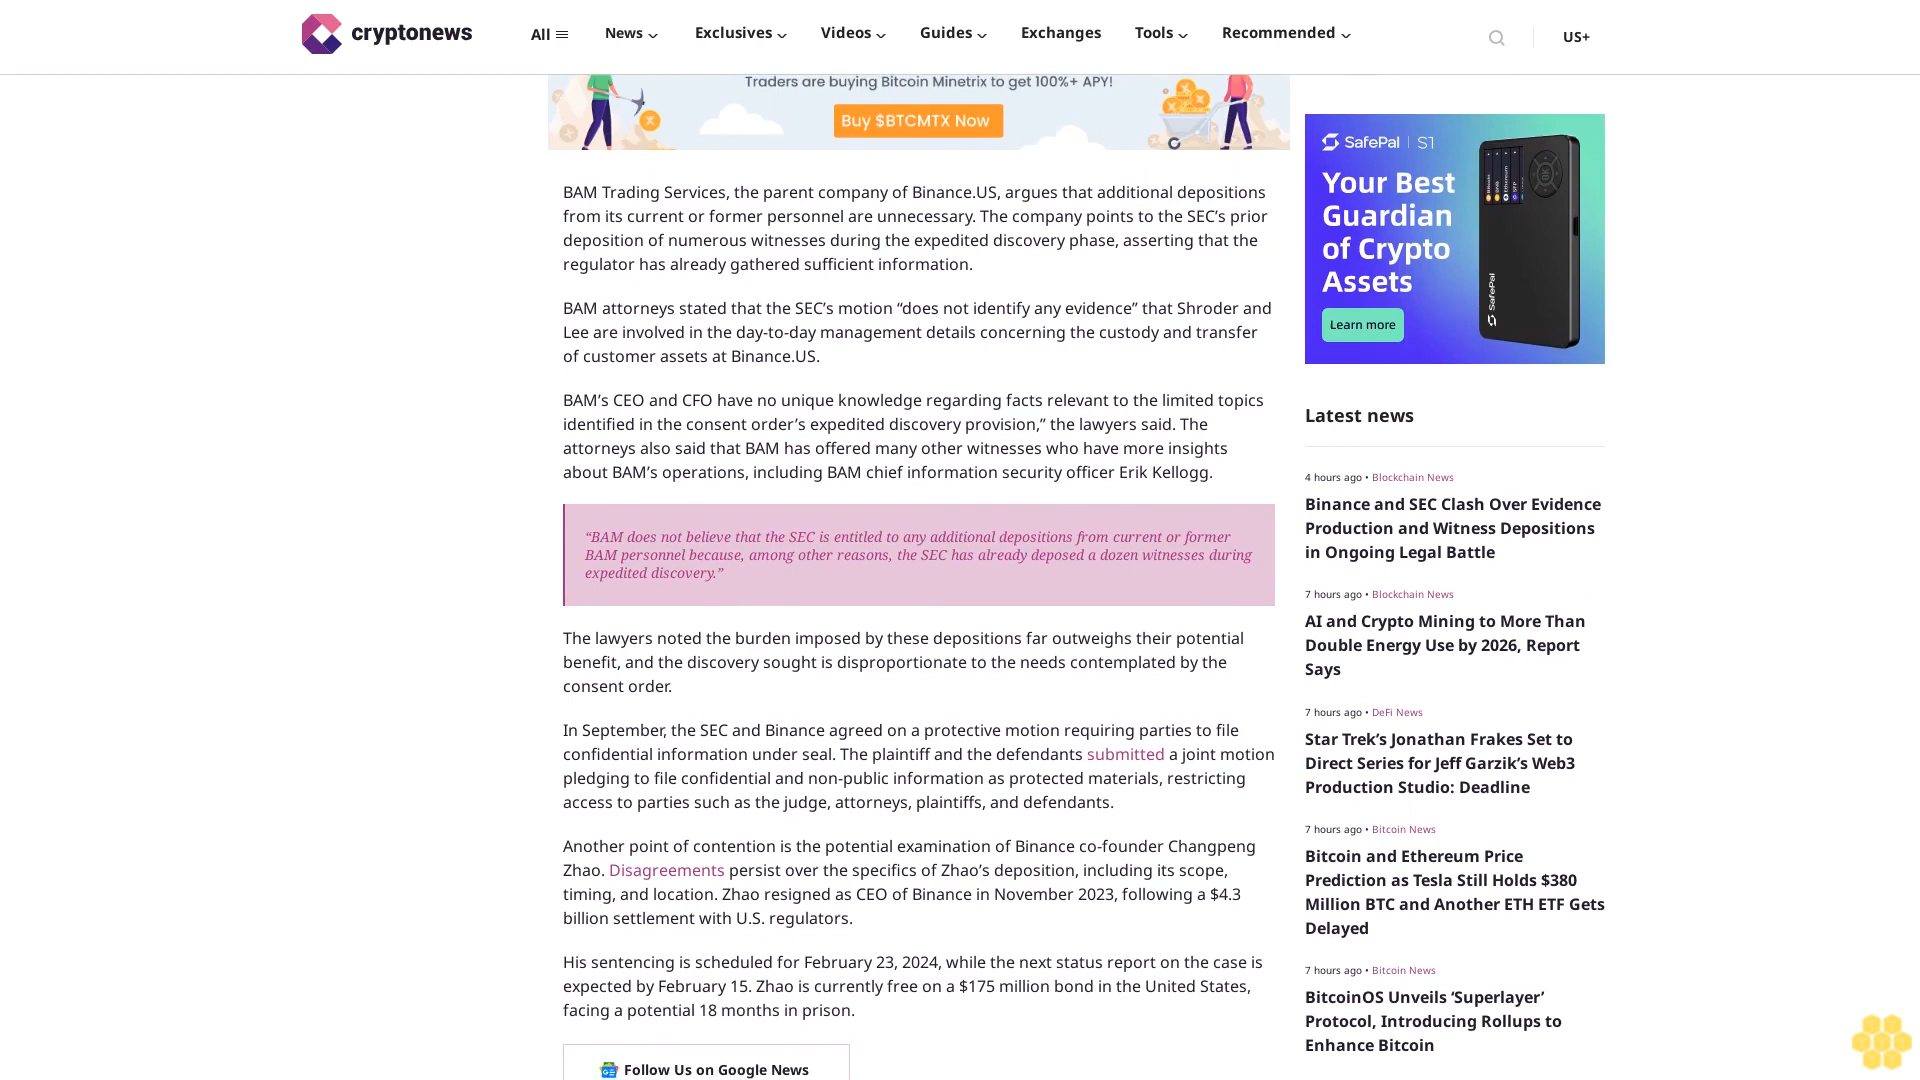 cryptonews
All
News
Exclusives
Videos
Guides
Exchanges
Tools
Recommended
US+
Traders are buying Bitcoin Minetrix to get 100%+ APY!
Buy $BTCMTX Now
BAM Trading Services, the parent company of Binance.US, argues that additional depositions
from its current or former personnel are unnecessary. The company points to the SEC’s prior
deposition of numerous witnesses during the expedited discovery phase, asserting that the
regulator has already gathered sufficient information.
BAM attorneys stated that the SEC’s motion “does not identify any evidence” that Shroder and
Lee are involved in the day-to-day management details concerning the custody and transfer
of customer assets at Binance.US.
BAM’s CEO and CFO have no unique knowledge regarding facts relevant to the limited topics
identified in the consent order’s expedited discovery provision,” the lawyers said. The
attorneys also said that BAM has offered many other witnesses who have more insights
about BAM’s operations, including BAM chief information security officer Erik Kellogg.
“BAM does not believe that the SEC is entitled to any additional depositions from current or former
BAM personnel because, among other reasons, the SEC has already deposed a dozen witnesses during
expedited discovery.”
The lawyers noted the burden imposed by these depositions far outweighs their potential
benefit, and the discovery sought is disproportionate to the needs contemplated by the
consent order.
In September, the SEC and Binance agreed on a protective motion requiring parties to file
confidential information under seal. The plaintiff and the defendants submitted a joint motion
pledging to file confidential and non-public information as protected materials, restricting
access to parties such as the judge, attorneys, plaintiffs, and defendants.
Another point of contention is the potential examination of Binance co-founder Changpeng
Zhao. Disagreements persist over the specifics of Zhao’s deposition, including its scope,
timing, and location. Zhao resigned as CEO of Binance in November 2023, following a $4.3
billion settlement with U.S. regulators.
His sentencing is scheduled for February 23, 2024, while the next status report on the case is
expected by February 15. Zhao is currently free on a $175 million bond in the United States,
facing a potential 18 months in prison.
Follow Us on Google News
SafePal | S1
Your Best
Guardian
of Crypto
Assets
Learn more
SafePal
Latest news
4 hours ago • Blockchain News
Binance and SEC Clash Over Evidence
Production and Witness Depositions
in Ongoing Legal Battle
7 hours ago • Blockchain News
AI and Crypto Mining to More Than
Double Energy Use by 2026, Report
Says
7 hours ago • DeFi News
Star Trek’s Jonathan Frakes Set to
Direct Series for Jeff Garzik’s Web3
Production Studio: Deadline
7 hours ago • Bitcoin News
Bitcoin and Ethereum Price
Prediction as Tesla Still Holds $380
Million BTC and Another ETH ETF Gets
Delayed
7 hours ago • Bitcoin News
BitcoinOS Unveils ‘Superlayer’
Protocol, Introducing Rollups to
Enhance Bitcoin